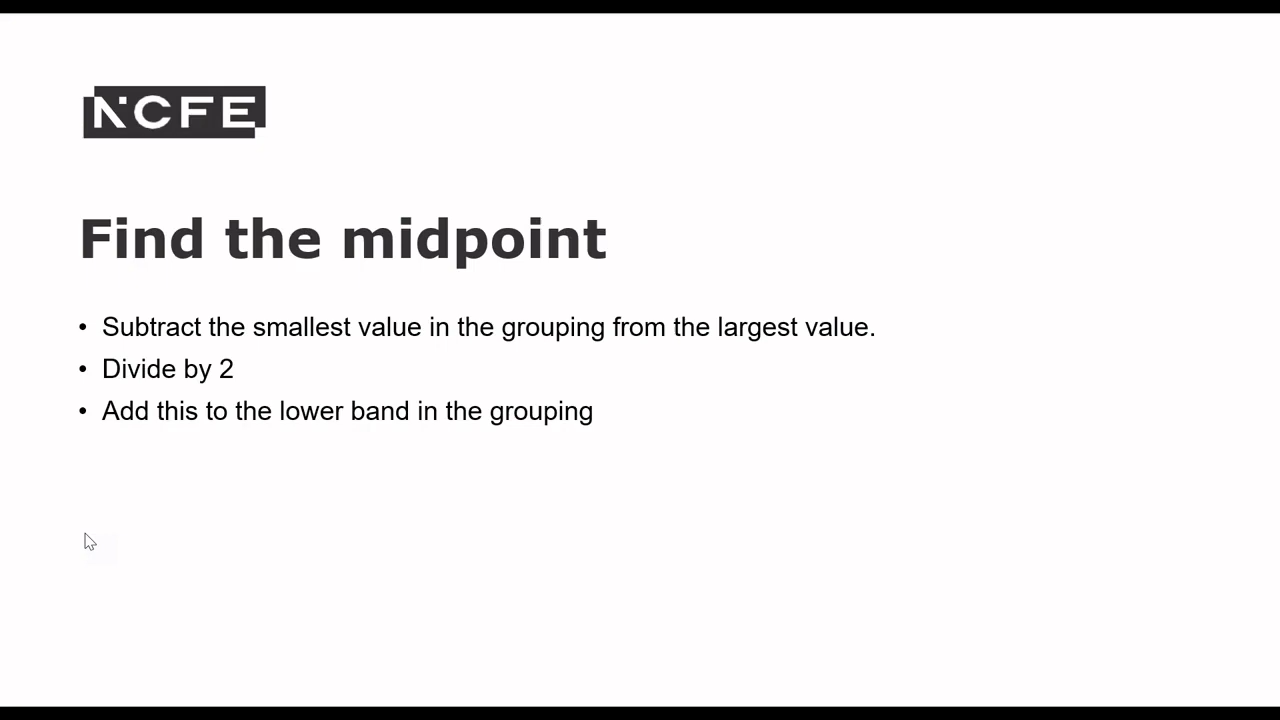 NCFE
Find the midpoint
• Subtract the smallest value in the grouping from the largest value.
• Divide by 2
• Add this to the lower band in the grouping